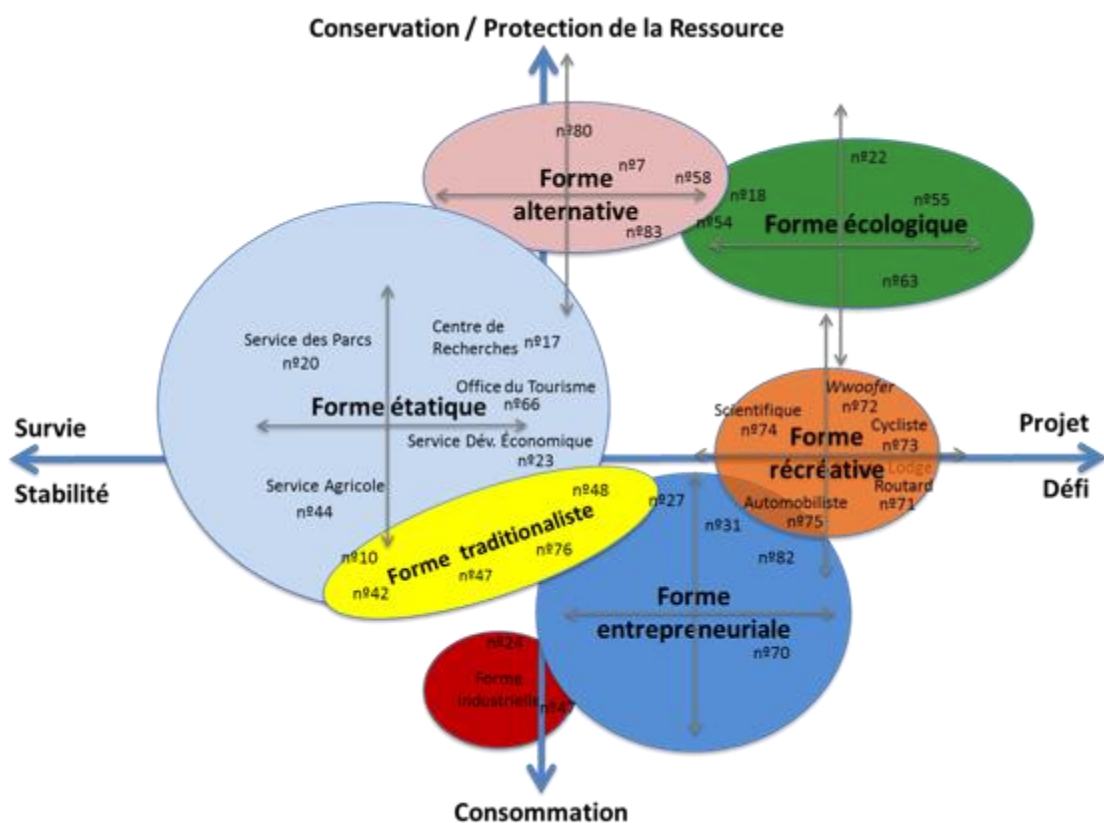 Conservation / Protection de la Ressource
nº80
nº7
nº58
Forme
alternative
nº83
nº22
nº18
nº55
nº54
Forme écologique
nº63
Service des Parcs
nº20
Centre de
Recherches
nº17
Office du Tourisme
nº66
Forme étatique
Service Dév. Économique
nº23
Service Agricole
nº44
Survie
Stabilité
Projet
Défi
Wwoofer
nº72
Scientifique
nº74
Cycliste
nº73
Forme
récréative
Lodge
Routard
nº71
Automobiliste
nº75
nº48
nº27
nº10
Forme traditionaliste
nº76
nº47
nº42
nº31
nº82
Forme
entrepreneuriale
nº70
nº24
Forme
industrielle
nº47
Consommation